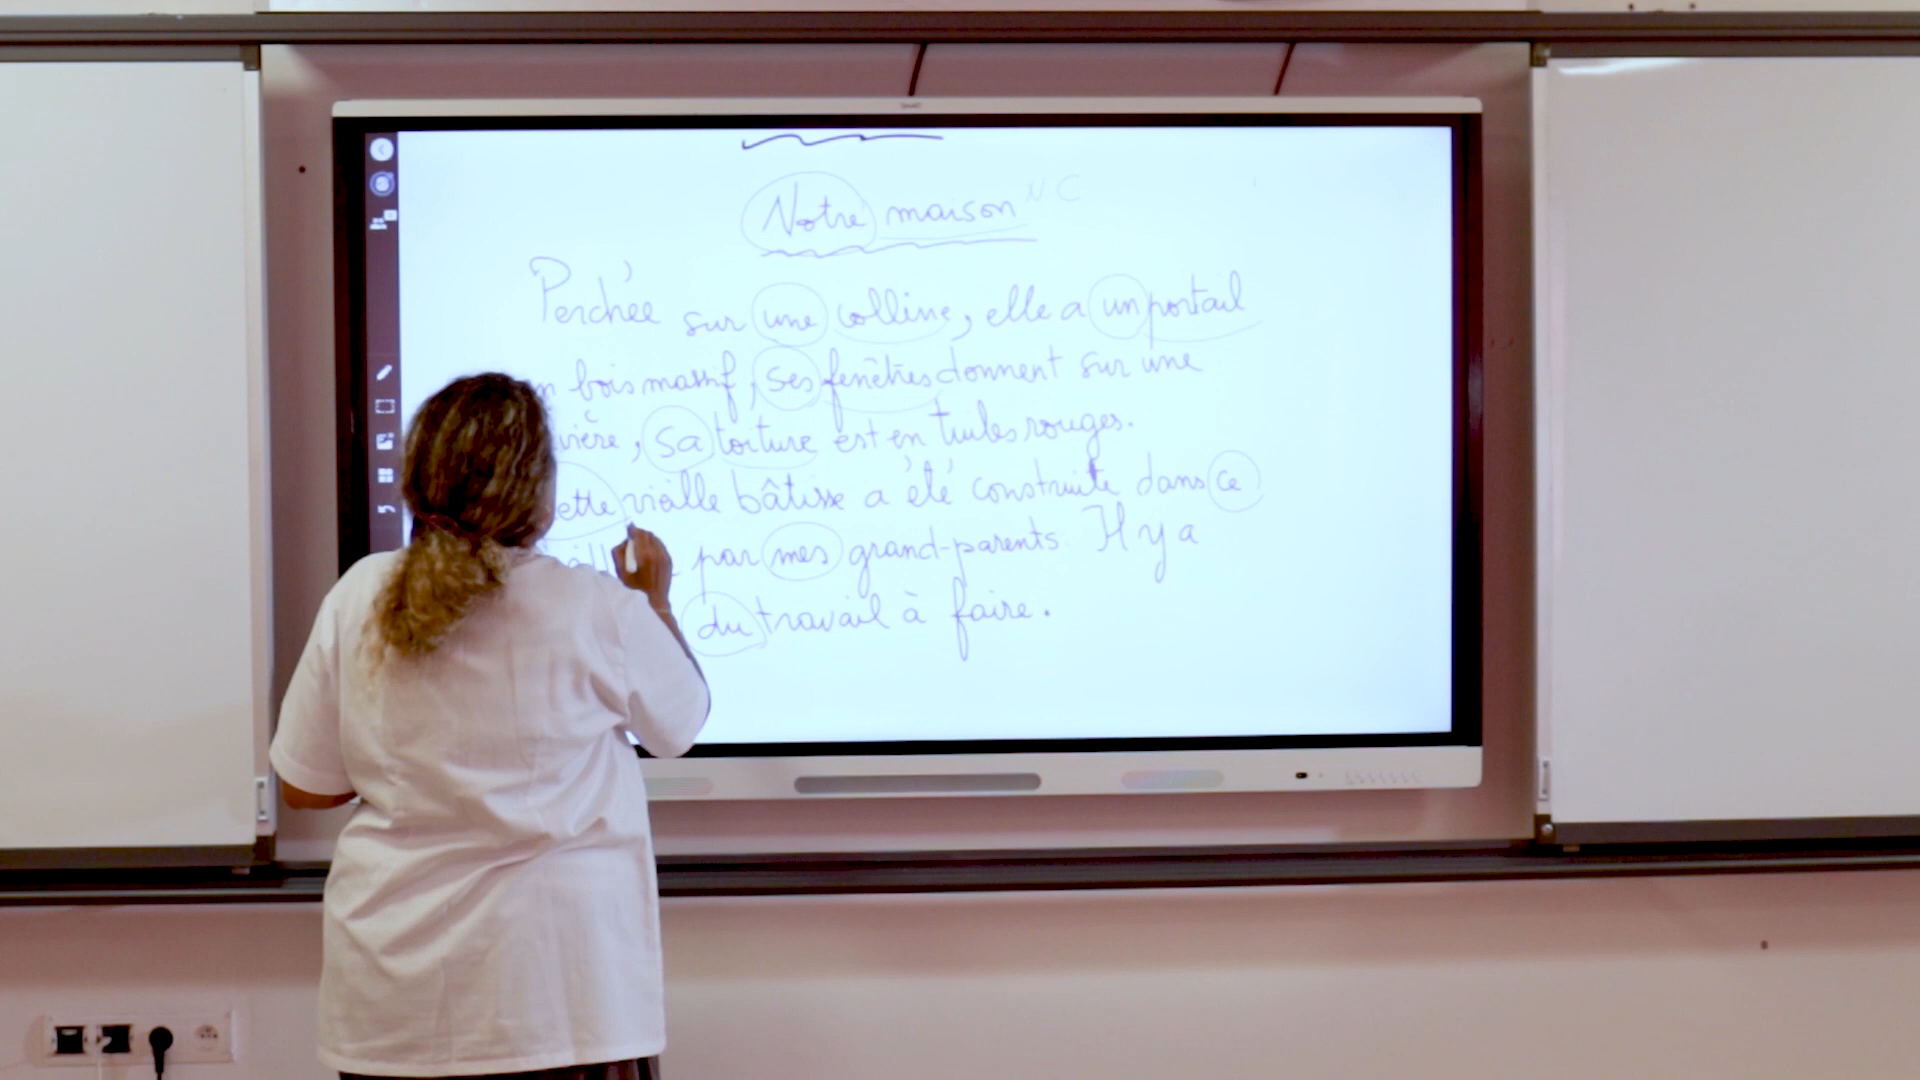 Notre maison NC
Perchée sur une colline, elle a un portail
bois massif, ses fenêtres donnent sur une
, sa toiture est en tuiles rouges.
vieille bâtisse a été construite dans ce
par mes grand-parents. Il y a
du travail à faire.